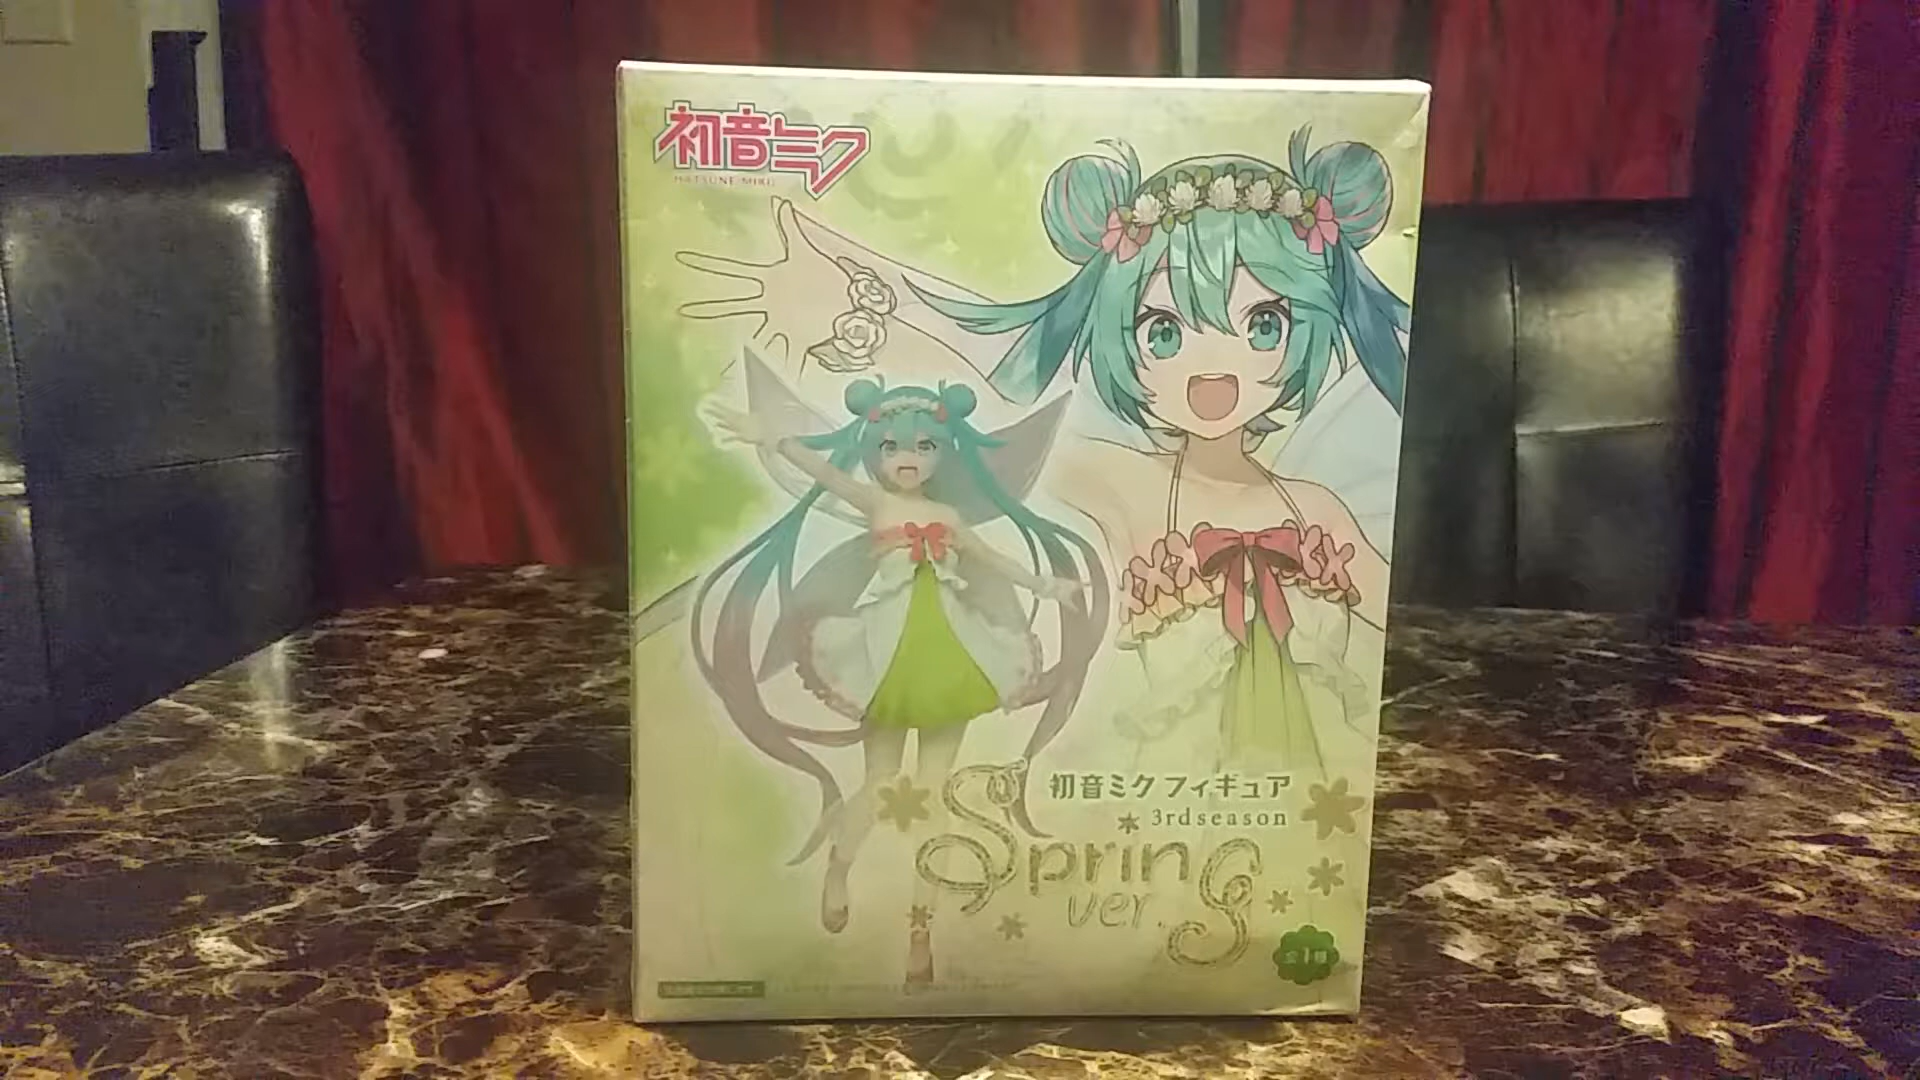 初音ミク
HATSUNE MIKU
初音ミク フィギュア
3rd season
Spring
ver.
全1種